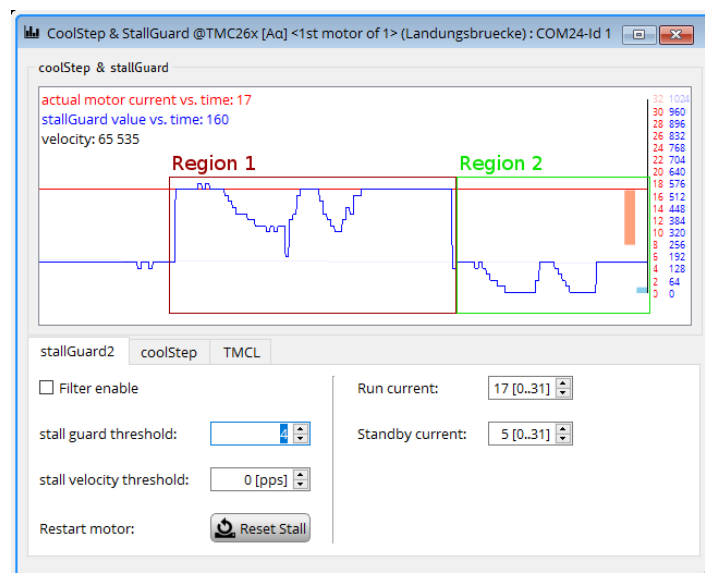 CoolStep & StallGuard @TMC26x [Aα] <1st motor of 1> (Landungsbruecke) : COM24-Id 1
coolStep & stallGuard
actual motor current vs. time: 17
stallGuard value vs. time: 160
velocity: 65 535
Region 1
Region 2
32 1024
30 960
28 896
26 832
24 768
22 704
20 640
18 576
16 512
14 448
12 384
10 320
8 256
6 192
4 128
2 64
0 0
stallGuard2
coolStep
TMCL
Filter enable
Run current: 17 [0..31]
stall guard threshold: 4
Standby current: 5 [0..31]
stall velocity threshold: 0 [pps]
Restart motor: Reset Stall